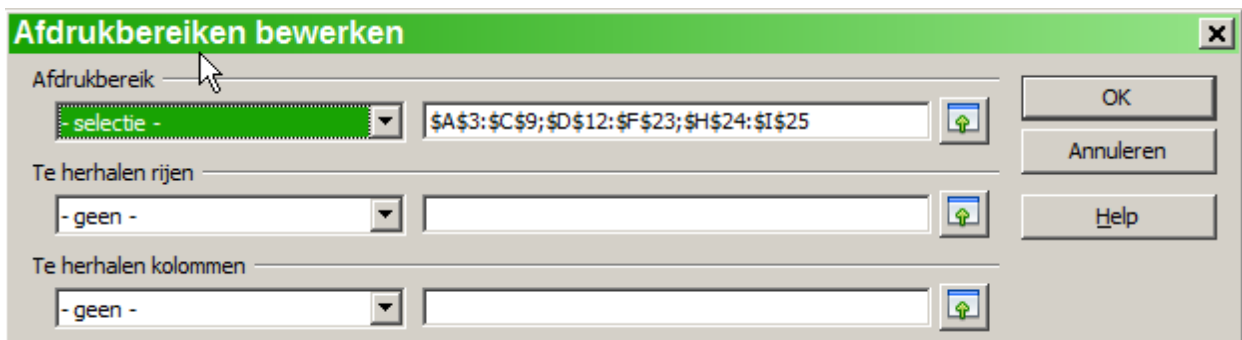 Afdrukbereiken bewerken
Afdrukbereik
- selectie -
$A$3:$C$9;$D$12:$F$23;$H$24:$I$25
OK
Annuleren
Te herhalen rijen
- geen -
Help
Te herhalen kolommen
- geen -